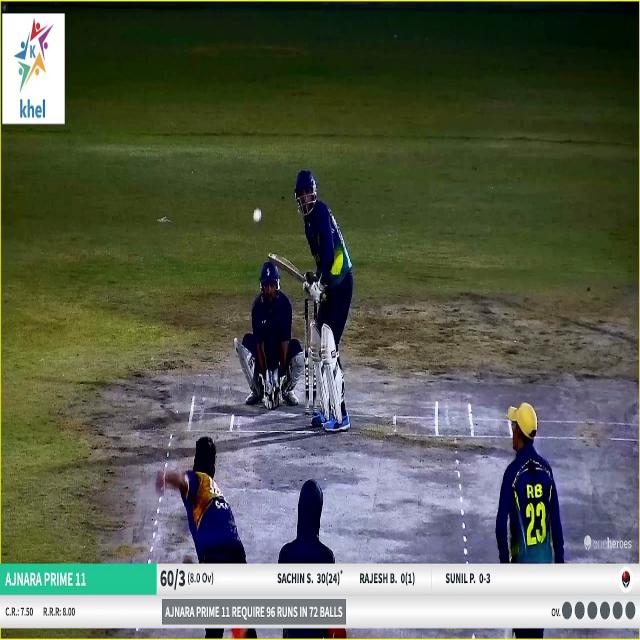 K
khel
RB
23
oneheroes
AJNARA PRIME 11 60/3 (8.0 Ov) SACHIN S. 30(24)* RAJESH B. 0(1) SUNIL P. 0-3
C.R.: 7.50 R.R.R: 8.00 AJNARA PRIME 11 REQUIRE 96 RUNS IN 72 BALLS OV.